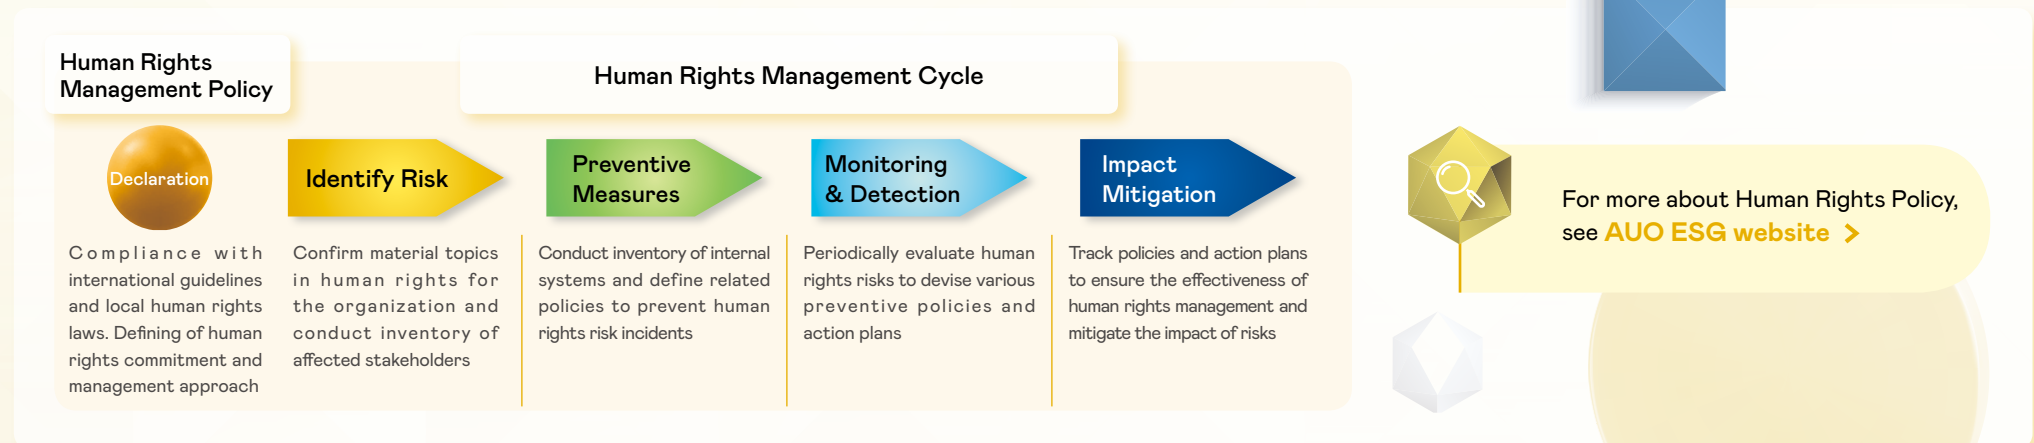 Human Rights
Management Policy
Human Rights Management Cycle
Declaration
Compliance with
international guidelines
and local human rights
laws. Defining of human
rights commitment and
management approach
Identify Risk
Confirm material topics
in human rights for
the organization and
conduct inventory of
affected stakeholders
Preventive
Measures
Conduct inventory of internal
systems and define related
policies to prevent human
rights risk incidents
Monitoring
& Detection
Periodically evaluate human
rights risks to devise various
preventive policies and
action plans
Impact
Mitigation
Track policies and action plans
to ensure the effectiveness of
human rights management and
mitigate the impact of risks
For more about Human Rights Policy,
see AUO ESG website